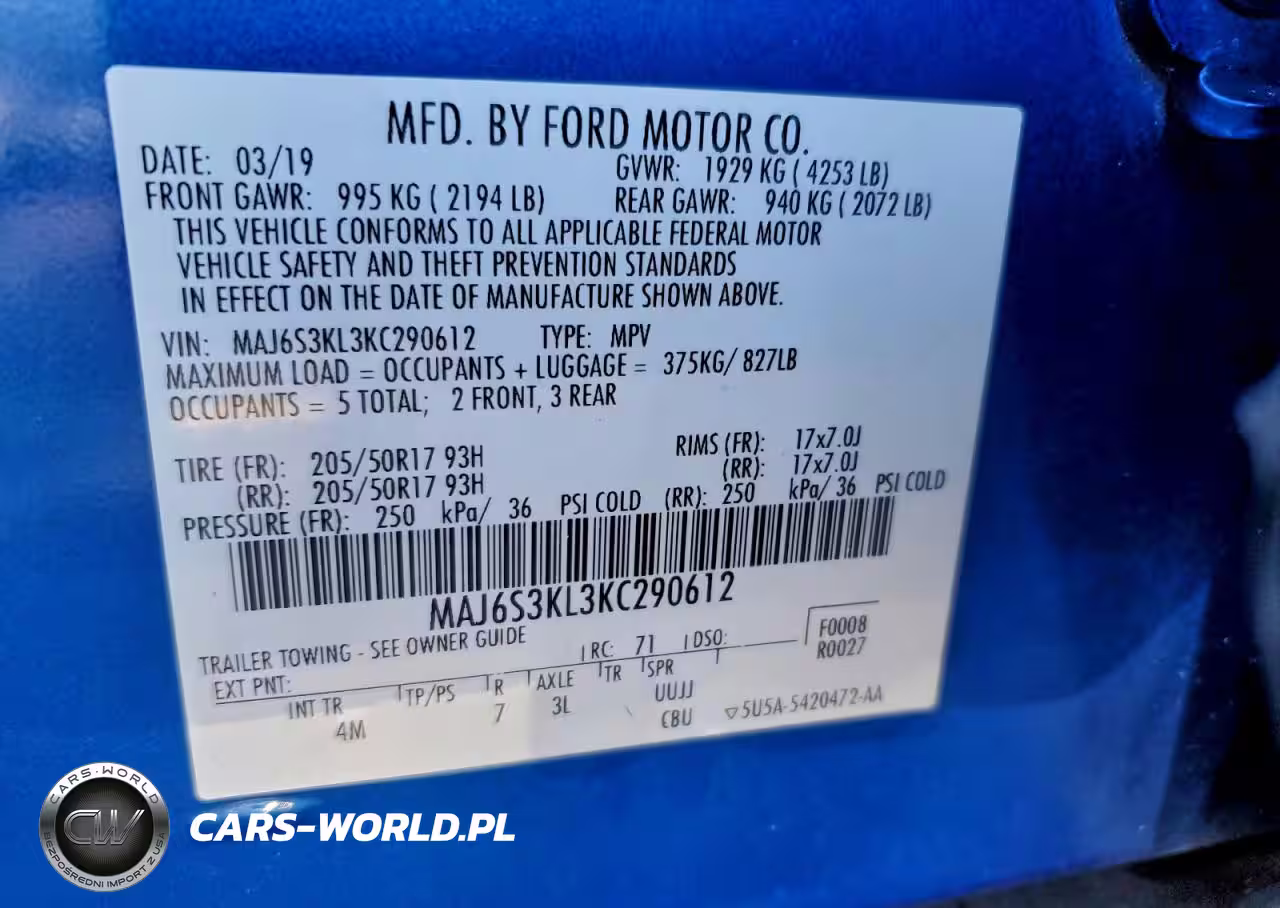 MFD. BY FORD MOTOR CO.
DATE: 03/19 GVWR: 1929 KG ( 4253 LB)
FRONT GAWR: 995 KG ( 2194 LB) REAR GAWR: 940 KG ( 2072 LB)
THIS VEHICLE CONFORMS TO ALL APPLICABLE FEDERAL MOTOR
VEHICLE SAFETY AND THEFT PREVENTION STANDARDS
IN EFFECT ON THE DATE OF MANUFACTURE SHOWN ABOVE.
VIN: MAJ6S3KL3KC290612 TYPE: MPV
MAXIMUM LOAD = OCCUPANTS + LUGGAGE = 375KG/ 827LB
OCCUPANTS = 5 TOTAL; 2 FRONT, 3 REAR
TIRE (FR): 205/50R17 93H RIMS (FR): 17x7.0J
(RR): 205/50R17 93H (RR): 17x7.0J
PRESSURE (FR): 250 kPa/ 36 PSI COLD (RR): 250 kPa/ 36 PSI COLD
MAJ6S3KL3KC290612
TRAILER TOWING - SEE OWNER GUIDE
EXT PNT: RC: 71 DSO: F0008
R0027
INT TR TP/PS R AXLE TR SPR
4M 7 3L UUJJ
CBU ▽5U5A-5420472-AA
CARS-WORLD
CW
BEZPOŚREDNI IMPORT Z USA
CARS-WORLD.PL